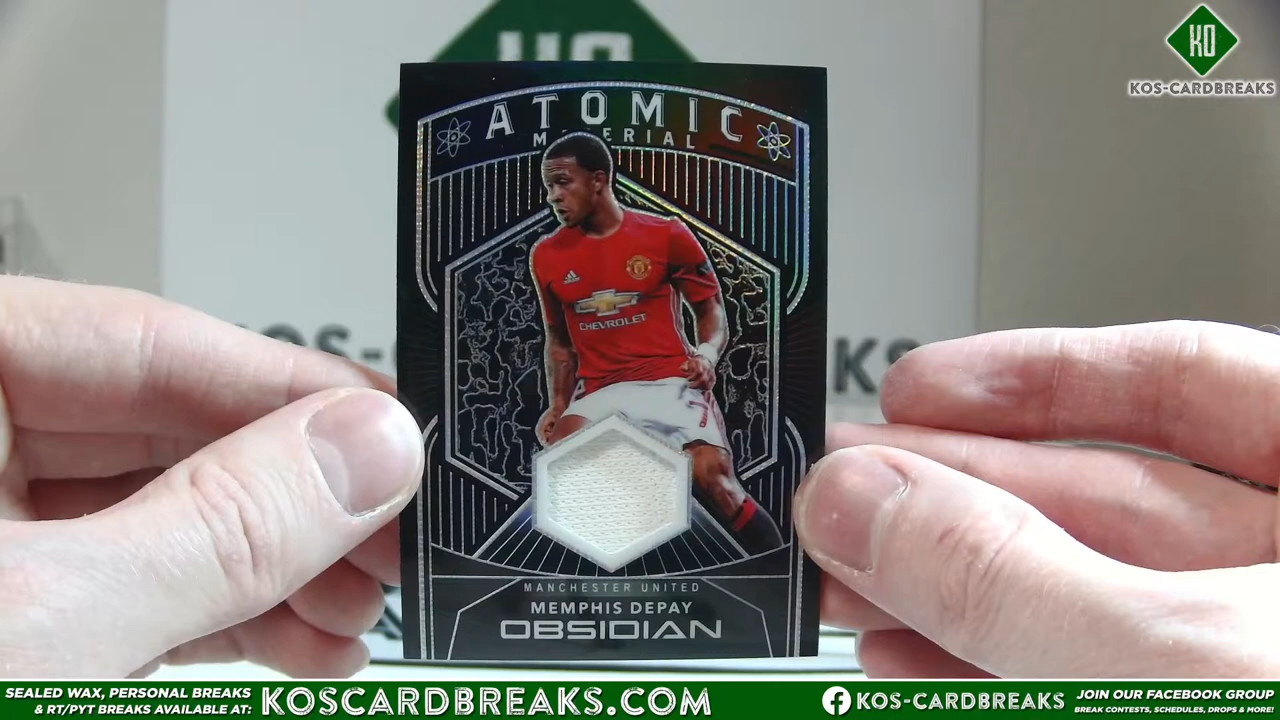 KO
KOS-CARDBREAKS
ATOMIC
CHEVROLET
MANCHESTER UNITED
MEMPHIS DEPAY
OBSIDIAN
SEALED WAX, PERSONAL BREAKS
& RT/PYT BREAKS AVAILABLE AT:
KOSCARDBREAKS.COM
KOS-CARDBREAKS
JOIN OUR FACEBOOK GROUP
BREAK CONTESTS, SCHEDULES, DROPS & MORE!